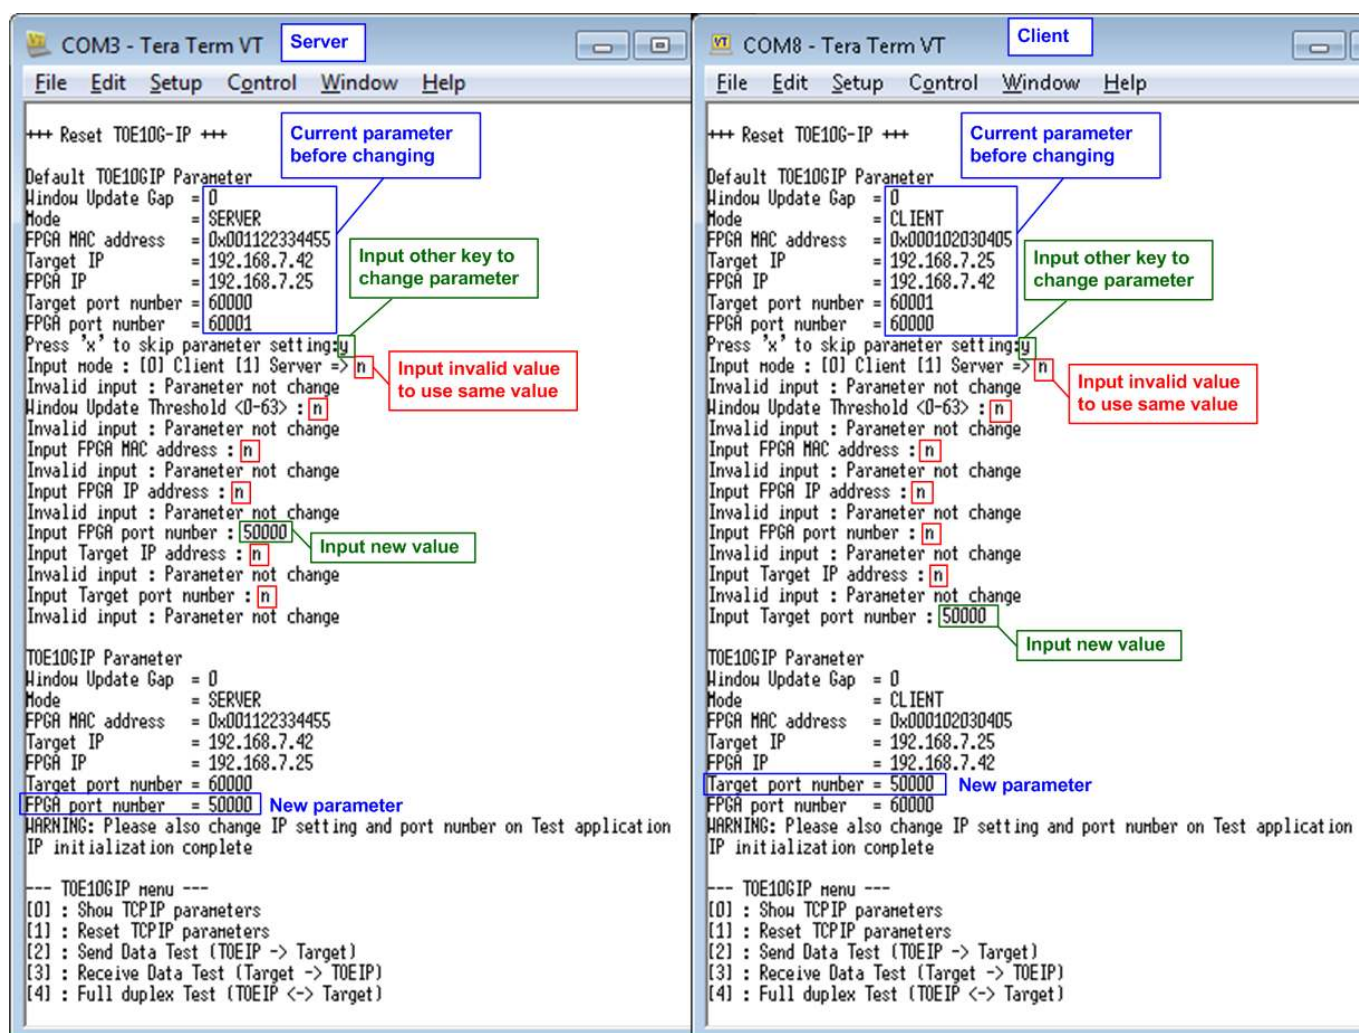 COM3 - Tera Term VT
Server
File Edit Setup Control Window Help
+++ Reset TOE10G-IP +++
Current parameter
before changing
Default TOE10GIP Parameter
Window Update Gap = 0
Mode = SERVER
FPGA MAC address = 0x001122334455
Target IP = 192.168.7.42
FPGA IP = 192.168.7.25
Target port number = 60000
FPGA port number = 60001
Input other key to
change parameter
Press 'x' to skip parameter setting:y
Input mode : [0] Client [1] Server => n
Input invalid value
to use same value
Invalid input : Parameter not change
Window Update Threshold <0-63> : n
Invalid input : Parameter not change
Input FPGA MAC address : n
Invalid input : Parameter not change
Input FPGA IP address : n
Invalid input : Parameter not change
Input FPGA port number : 50000
Input new value
Input Target IP address : n
Invalid input : Parameter not change
Input Target port number : n
Invalid input : Parameter not change
TOE10GIP Parameter
Window Update Gap = 0
Mode = SERVER
FPGA MAC address = 0x001122334455
Target IP = 192.168.7.42
FPGA IP = 192.168.7.25
Target port number = 60000
FPGA port number = 50000
New parameter
WARNING: Please also change IP setting and port number on Test application
IP initialization complete
--- TOE10GIP menu ---
[0] : Show TCPIP parameters
[1] : Reset TCPIP parameters
[2] : Send Data Test (TOEIP -> Target)
[3] : Receive Data Test (Target -> TOEIP)
[4] : Full duplex Test (TOEIP <-> Target)
VT
COM8 - Tera Term VT
Client
File Edit Setup Control Window Help
+++ Reset TOE10G-IP +++
Current parameter
before changing
Default TOE10GIP Parameter
Window Update Gap = 0
Mode = CLIENT
FPGA MAC address = 0x000102030405
Target IP = 192.168.7.25
FPGA IP = 192.168.7.42
Target port number = 60001
FPGA port number = 60000
Input other key to
change parameter
Press 'x' to skip parameter setting:y
Input mode : [0] Client [1] Server => n
Input invalid value
to use same value
Invalid input : Parameter not change
Window Update Threshold <0-63> : n
Invalid input : Parameter not change
Input FPGA MAC address : n
Invalid input : Parameter not change
Input FPGA IP address : n
Invalid input : Parameter not change
Input FPGA port number : n
Invalid input : Parameter not change
Input Target IP address : n
Invalid input : Parameter not change
Input Target port number : 50000
Input new value
TOE10GIP Parameter
Window Update Gap = 0
Mode = CLIENT
FPGA MAC address = 0x000102030405
Target IP = 192.168.7.25
FPGA IP = 192.168.7.42
Target port number = 50000
New parameter
FPGA port number = 60000
WARNING: Please also change IP setting and port number on Test application
IP initialization complete
--- TOE10GIP menu ---
[0] : Show TCPIP parameters
[1] : Reset TCPIP parameters
[2] : Send Data Test (TOEIP -> Target)
[3] : Receive Data Test (Target -> TOEIP)
[4] : Full duplex Test (TOEIP <-> Target)